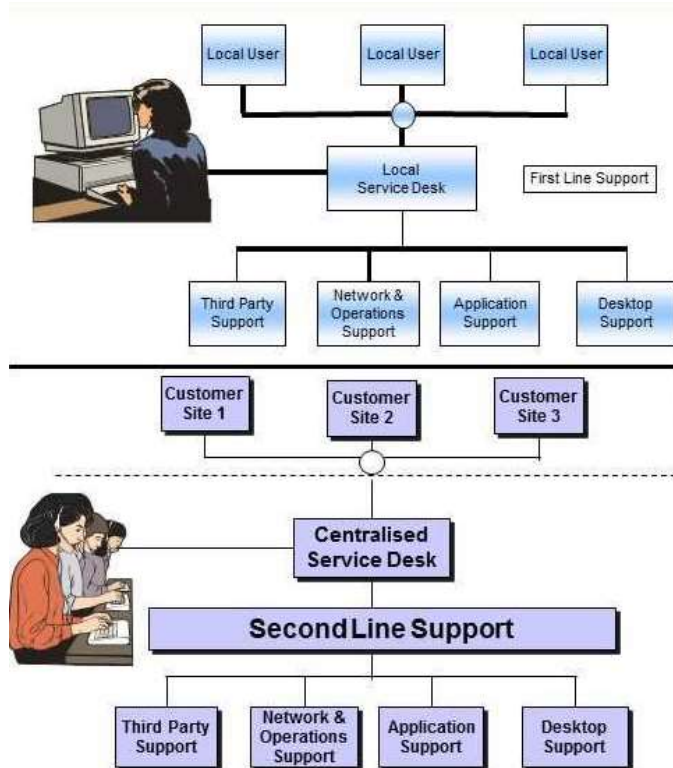 Local User
Local User
Local User
Local
Service Desk
First Line Support
Third Party
Support
Network &
Operations
Support
Application
Support
Desktop
Support
Customer
Site 1
Customer
Site 2
Customer
Site 3
Centralised
Service Desk
Second Line Support
Third Party
Support
Network &
Operations
Support
Application
Support
Desktop
Support